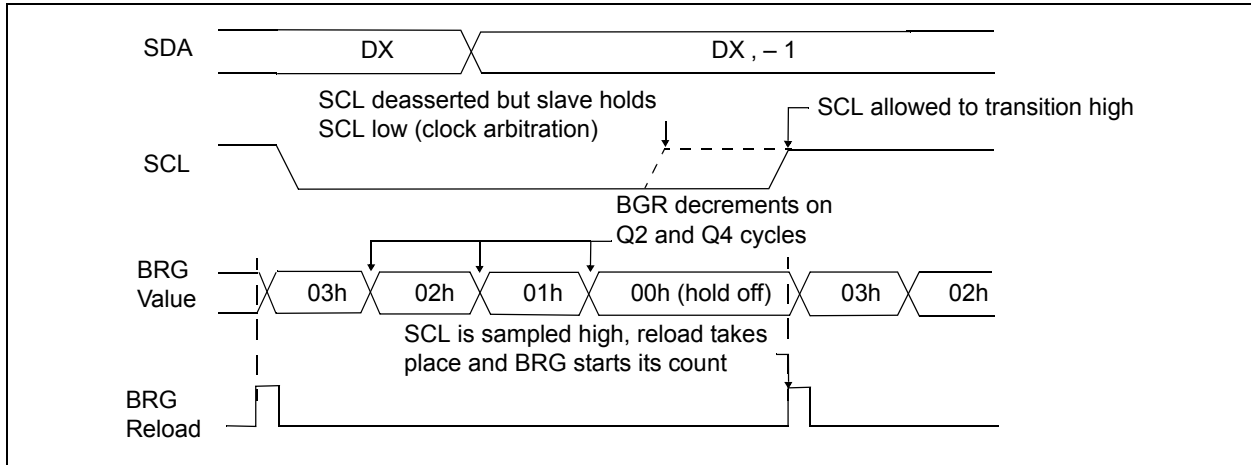 SDA
DX
DX , – 1
SCL deasserted but slave holds
SCL low (clock arbitration)
SCL allowed to transition high
SCL
BGR decrements on
Q2 and Q4 cycles
BRG
Value
03h
02h
01h
00h (hold off)
03h
02h
SCL is sampled high, reload takes
place and BRG starts its count
BRG
Reload